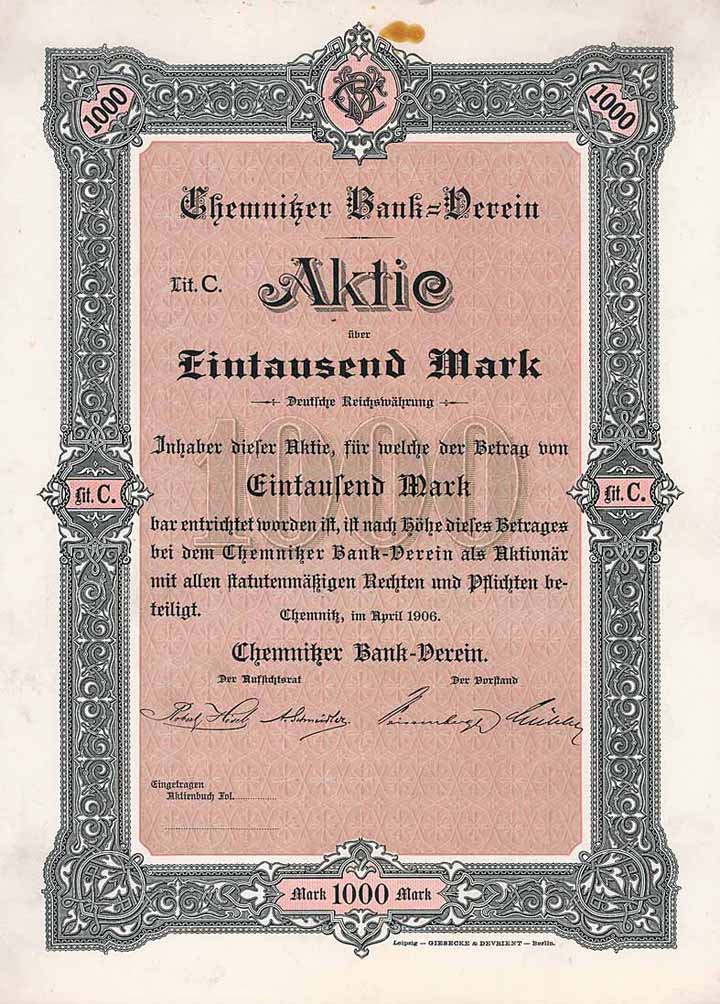 1000
CBV
1000
Chemnitzer Bank-Verein
Lit. C.
Aktie
über
Eintausend Mark
Deutsche Reichswährung
1000
Inhaber dieser Aktie, für welche der Betrag von
Eintausend Mark
Lit. C.
Lit. C.
bar entrichtet worden ist, ist nach Höhe dieses Betrages
bei dem Chemnitzer Bank-Verein als Aktionär
mit allen statutenmäßigen Rechten und Pflichten be-
teiligt.
Chemnitz, im April 1906.
Chemnitzer Bank-Verein.
Der Aufsichtsrat
Der Vorstand
Eingetragen
Aktienbuch Fol.
Mark 1000 Mark
Leipzig — GIESECKE & DEVRIENT — Berlin.